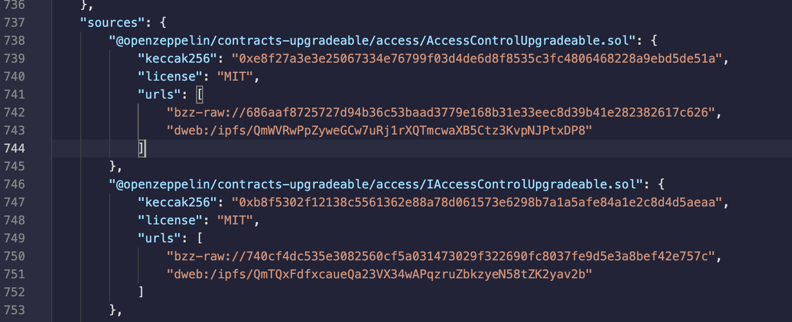 736 },
737 "sources": {
738 "@openzeppelin/contracts-upgradeable/access/AccessControlUpgradeable.sol": {
739 "keccak256": "0xe8f27a3e3e25067334e76799f03d4de6d8f8535c3fc4806468228a9ebd5de51a",
740 "license": "MIT",
741 "urls": [
742 "bzz-raw://686aaf8725727d94b36c53baad3779e168b31e33eec8d39b41e282382617c626",
743 "dweb:/ipfs/QmWVRwPpZyweGCw7uRj1rXQTmcwaXB5Ctz3KvpNJPtxDP8"
744 ]
745 },
746 "@openzeppelin/contracts-upgradeable/access/IAccessControlUpgradeable.sol": {
747 "keccak256": "0xb8f5302f12138c5561362e88a78d061573e6298b7a1a5afe84a1e2c8d4d5aeaa",
748 "license": "MIT",
749 "urls": [
750 "bzz-raw://740cf4dc535e3082560cf5a031473029f322690fc8037fe9d5e3a8bef42e757c",
751 "dweb:/ipfs/QmTQxFdfxcaueQa23VX34wAPqzruZbkzyeN58tZK2yav2b"
752 ]
753 },